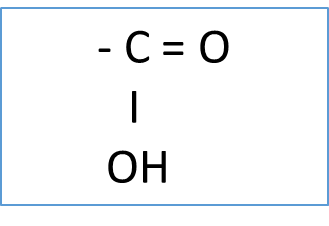 - C = O
I
OH